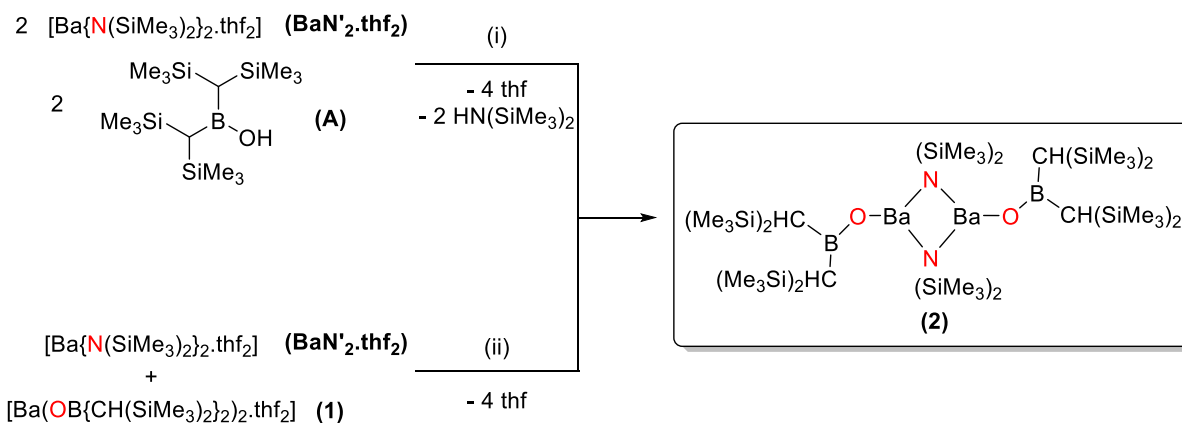 2 [Ba{N(SiMe3)2}2.thf2] (BaN'2.thf2)
(i)
Me3Si SiMe3
2
Me3Si
B
OH
(A)
SiMe3
- 4 thf
- 2 HN(SiMe3)2
(SiMe3)2
N
CH(SiMe3)2
B
CH(SiMe3)2
(Me3Si)2HC
O Ba Ba O
B
(Me3Si)2HC
N
(SiMe3)2
(2)
[Ba{N(SiMe3)2}2.thf2] (BaN'2.thf2)
(ii)
+
[Ba(OB{CH(SiMe3)2}2)2.thf2] (1)
- 4 thf